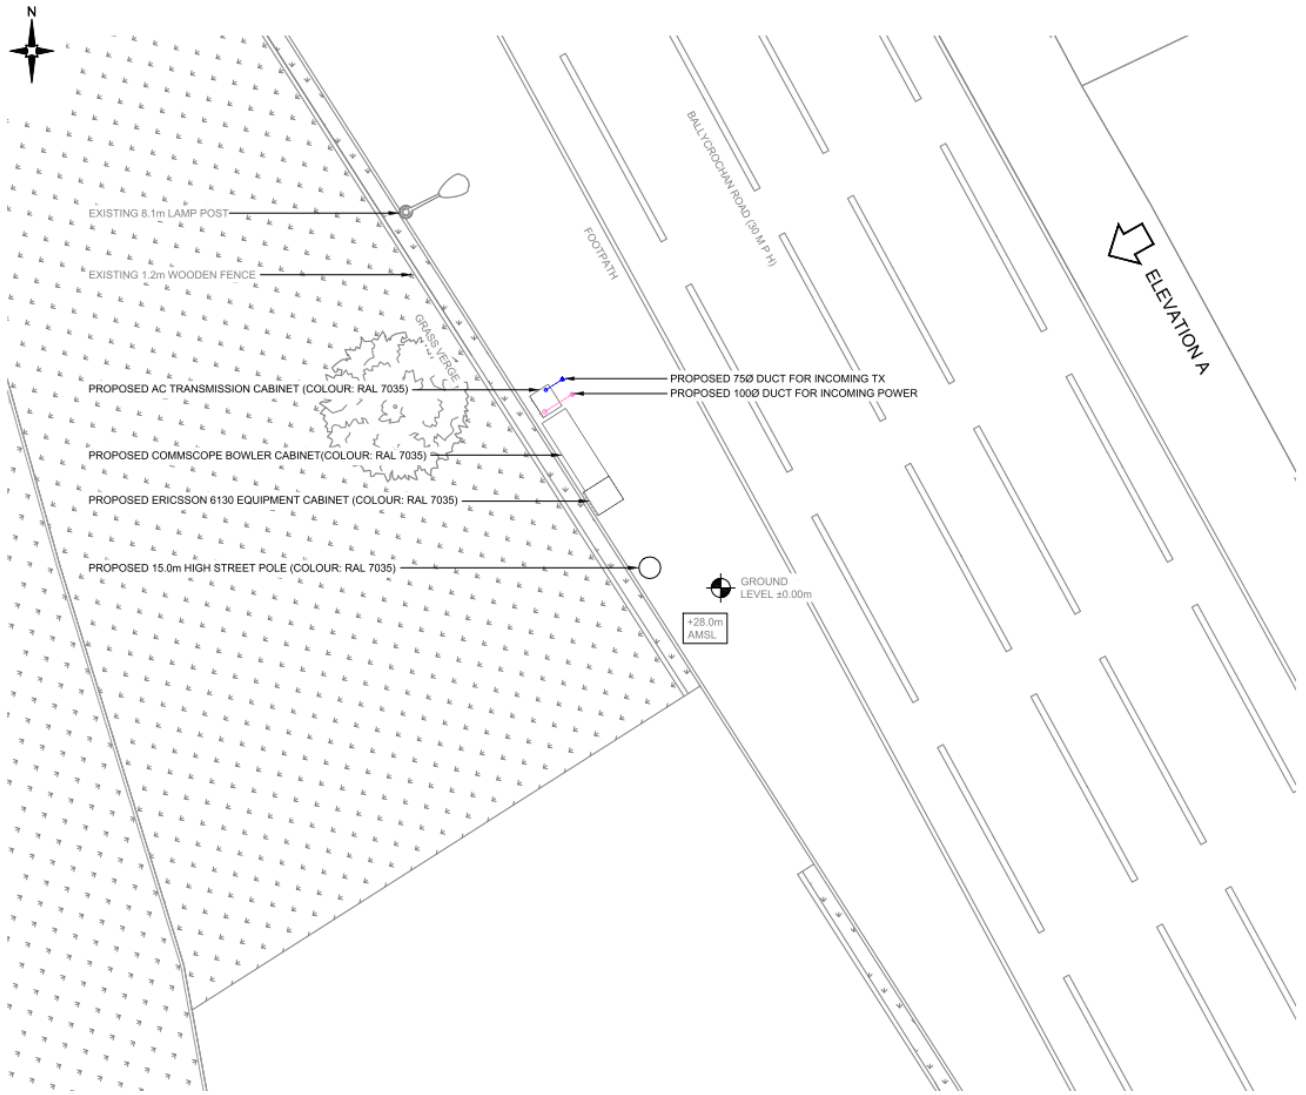 N
EXISTING 8.1m LAMP POST
EXISTING 1.2m WOODEN FENCE
GRASS VERGE
FOOTPATH
BALLYCROCHAN ROAD (30 M P H)
ELEVATION A
PROPOSED AC TRANSMISSION CABINET (COLOUR: RAL 7035)
PROPOSED 75Ø DUCT FOR INCOMING TX
PROPOSED 100Ø DUCT FOR INCOMING POWER
PROPOSED COMMSCOPE BOWLER CABINET(COLOUR: RAL 7035)
PROPOSED ERICSSON 6130 EQUIPMENT CABINET (COLOUR: RAL 7035)
PROPOSED 15.0m HIGH STREET POLE (COLOUR: RAL 7035)
GROUND
LEVEL ±0.00m
+28.0m
AMSL